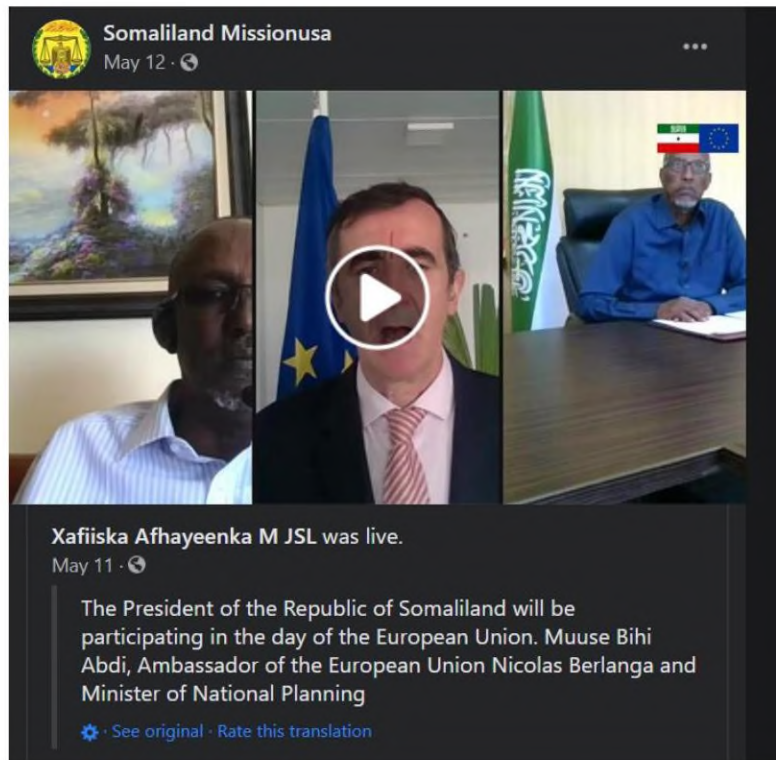 Somaliland Missionusa
May 12 ·
Xafiiska Afhayeenka M JSL was live.
May 11 ·
The President of the Republic of Somaliland will be
participating in the day of the European Union. Muuse Bihi
Abdi, Ambassador of the European Union Nicolas Berlanga and
Minister of National Planning
· See original · Rate this translation